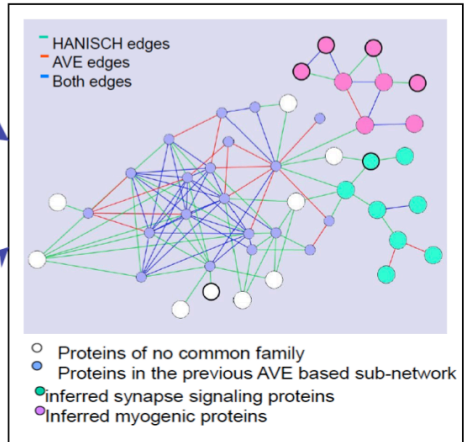 HANISCH edges
AVE edges
Both edges
Proteins of no common family
Proteins in the previous AVE based sub-network
inferred synapse signaling proteins
Inferred myogenic proteins